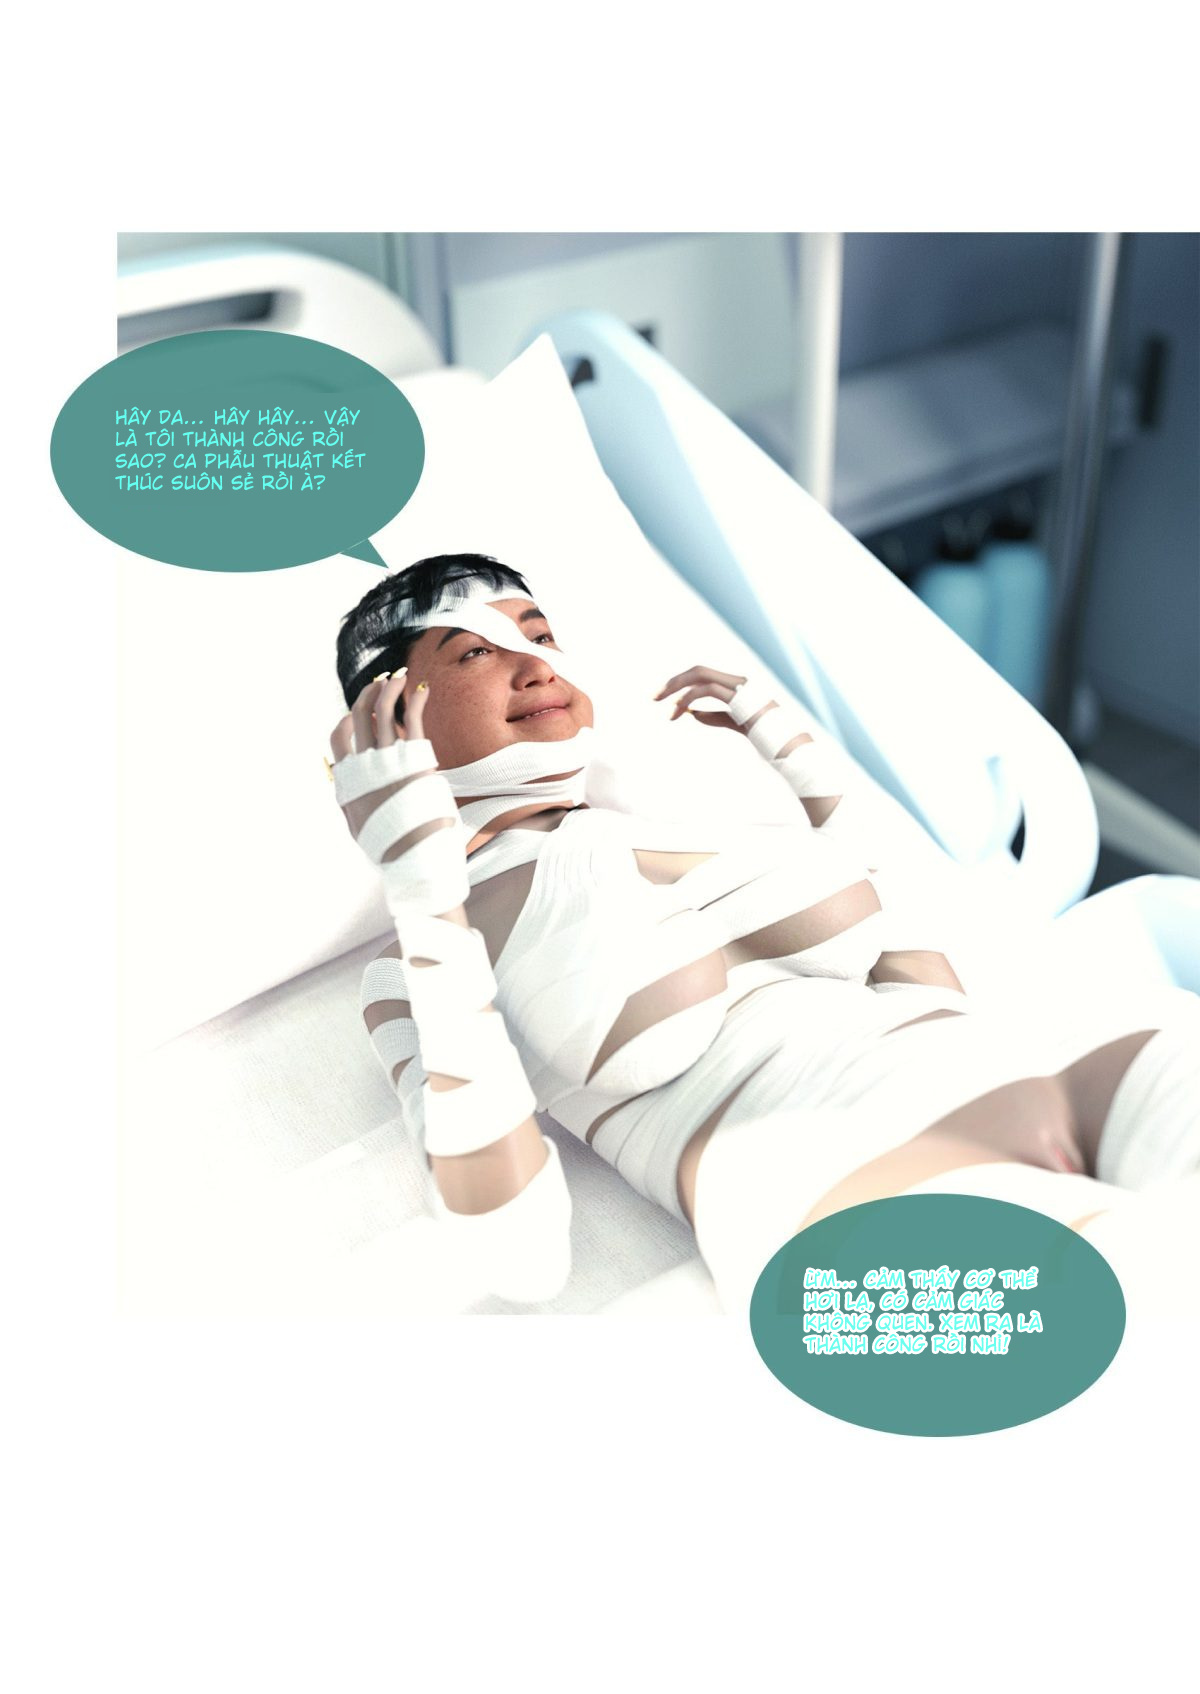 HÂY DA... HÂY HÂY... VẬY
LÀ TÔI THÀNH CÔNG RỒI
SAO? CA PHẪU THUẬT KẾT
THÚC SUÔN SẺ RỒI À?
ƯM... CẢM THẤY CƠ THỂ
HƠI LẠ, CÓ CẢM GIÁC
KHÔNG QUEN. XEM RA LÀ
THÀNH CÔNG RỒI NHỈ!